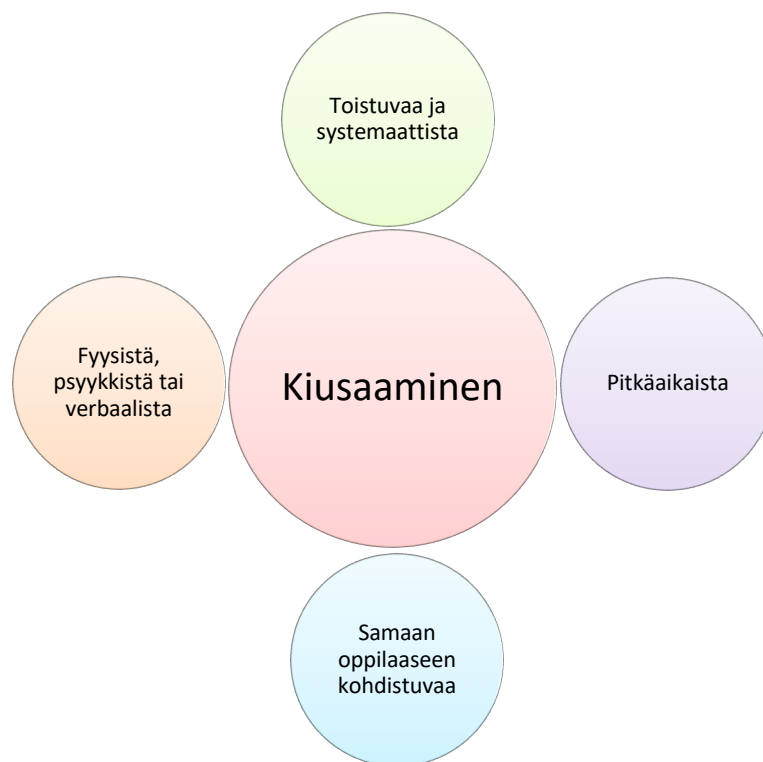 Toistuvaa ja
systemaattista
Fyysistä,
psyykkistä tai
verbaalista
Kiusaaminen
Pitkäaikaista
Samaan
oppilaaseen
kohdistuvaa